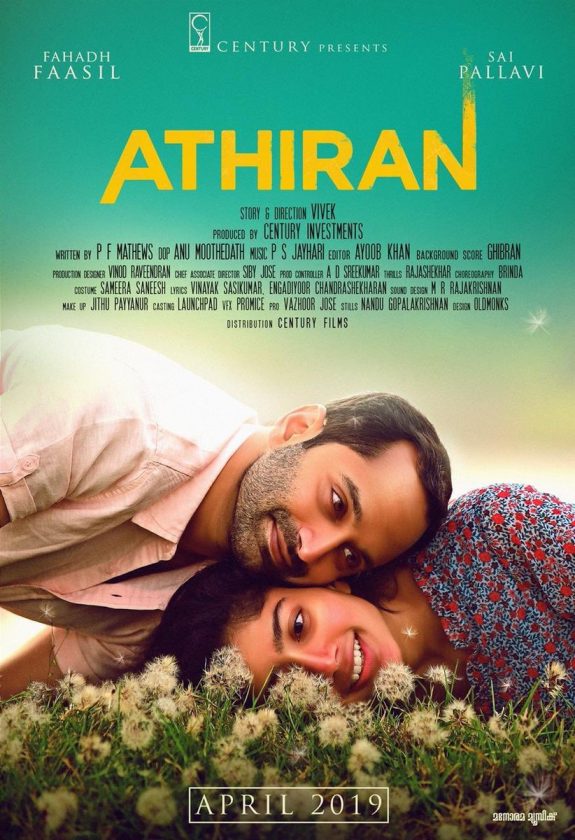 CENTURY
CENTURY PRESENTS
FAHADH
FAASIL
SAI
PALLAVI
ATHIRAN
STORY & DIRECTION VIVEK
PRODUCED BY CENTURY INVESTMENTS
WRITTEN BY P F MATHEWS DOP ANU MOOTHEDATH MUSIC P S JAYHARI EDITOR AYOOB KHAN BACKGROUND SCORE GHIBRAN
PRODUCTION DESIGNER VINOD RAVEENDRAN CHIEF ASSOCIATE DIRECTOR SIBY JOSE PROD CONTROLLER A D SREEKUMAR THRILLS RAJASHEKHAR CHOREOGRAPHY BRINDA
COSTUME SAMEERA SANEESH LYRICS VINAYAK SASIKUMAR, ENGADIYOOR CHANDRASHEKHARAN SOUND DESIGN M R RAJAKRISHNAN
MAKE UP JITHU PAYYANUR CASTING LAUNCHPAD VFX PROMICE PRO VAZHOOR JOSE STILLS NANDU GOPALAKRISHNAN DESIGN OLDMONKS
DISTRIBUTION CENTURY FILMS
APRIL 2019
മനോരമ മ്യൂസിക്